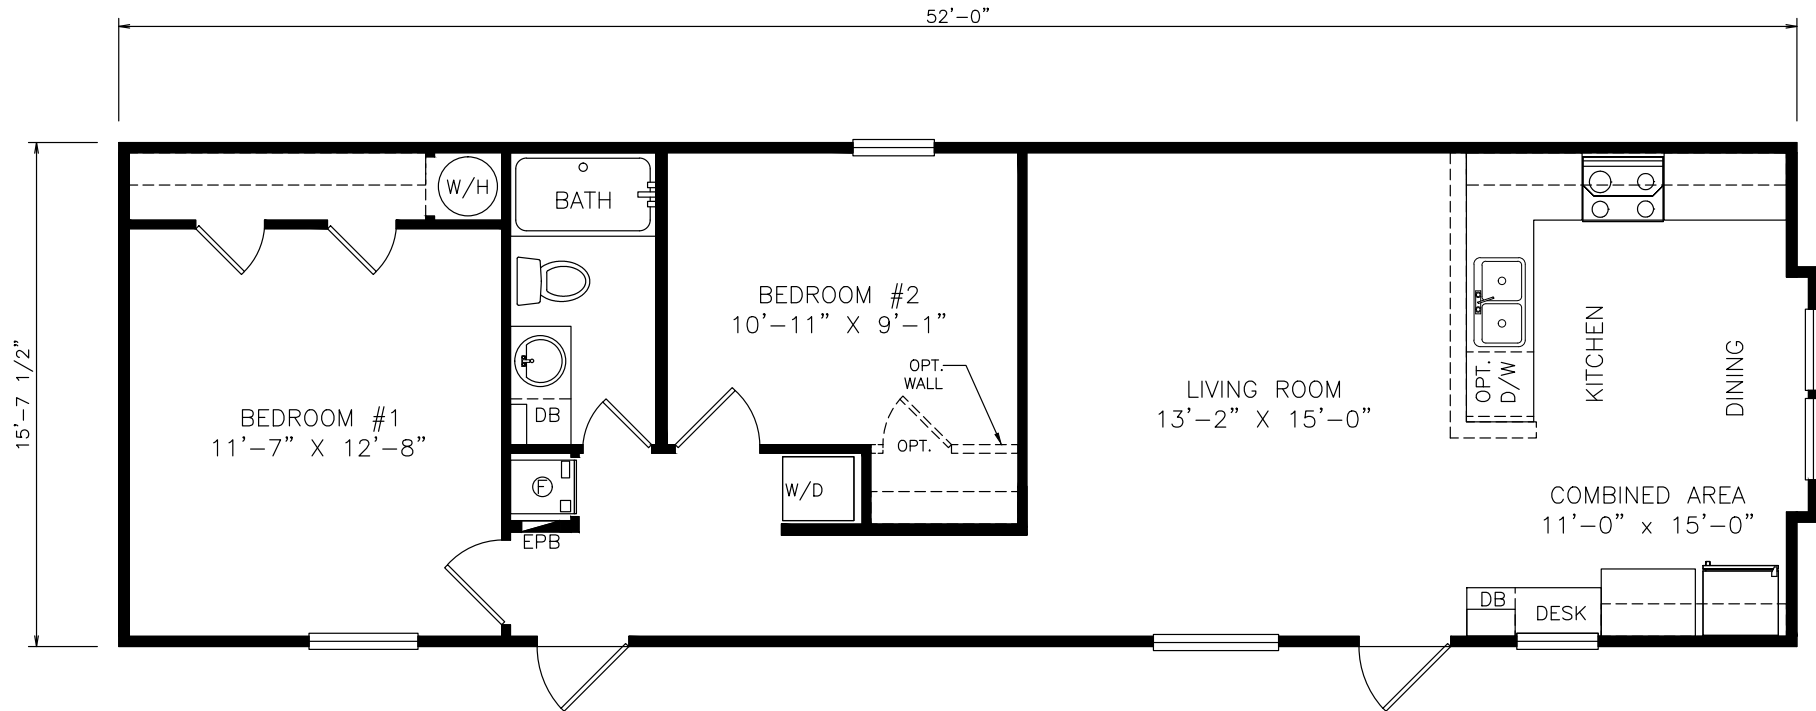 52'-0"
15'-7 1/2"
W/H
BATH
BEDROOM #2
10'-11" X 9'-1"
OPT.
WALL
OPT.
BEDROOM #1
11'-7" X 12'-8"
DB
F
EPB
W/D
LIVING ROOM
13'-2" X 15'-0"
OPT.
D/W
KITCHEN
DINING
COMBINED AREA
11'-0" x 15'-0"
DB
DESK